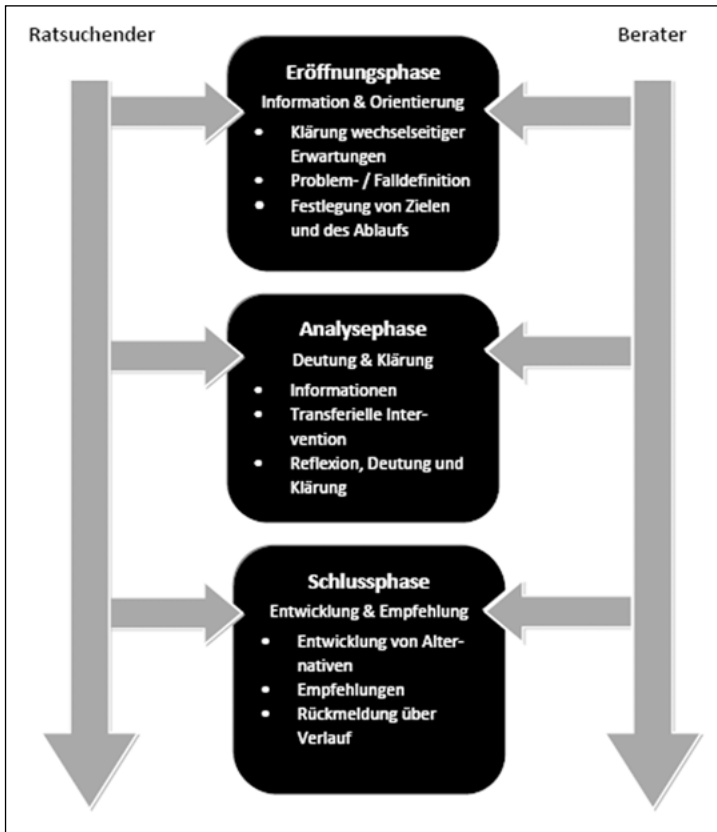 Ratsuchender
Berater
Eröffnungsphase
Information & Orientierung
• Klärung wechselseitiger
Erwartungen
• Problem- / Falldefinition
• Festlegung von Zielen
und des Ablaufs
Analysephase
Deutung & Klärung
• Informationen
• Transferielle Inter-
vention
• Reflexion, Deutung und
Klärung
Schlussphase
Entwicklung & Empfehlung
• Entwicklung von Alter-
nativen
• Empfehlungen
• Rückmeldung über
Verlauf